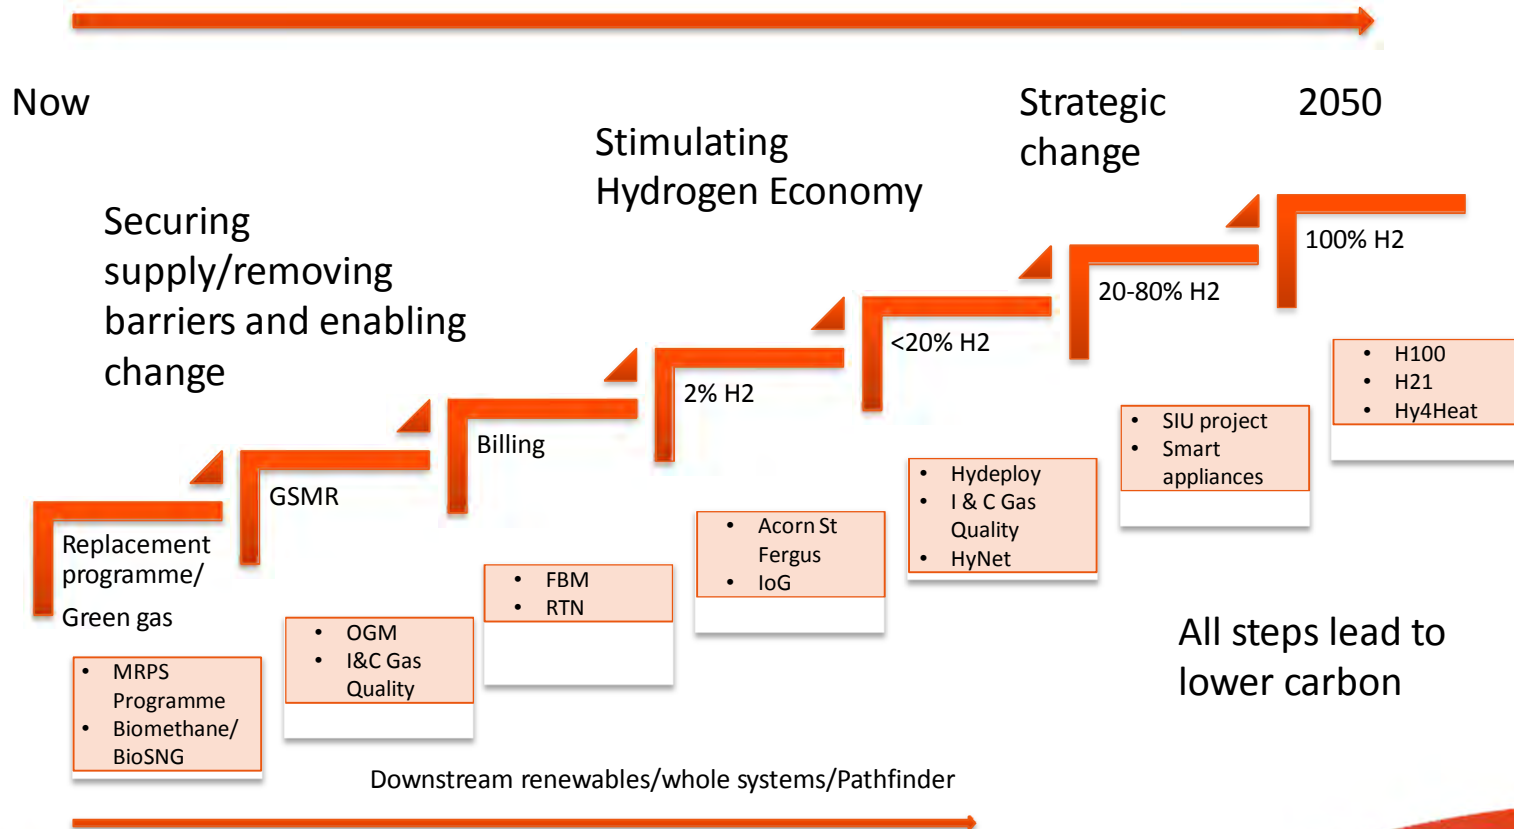 Now
Strategic
change
2050
Stimulating
Hydrogen Economy
Securing
supply/removing
barriers and enabling
change
100% H2
20-80% H2
<20% H2
2% H2
Billing
GSMR
Replacement
programme/
Green gas
• MRPS
Programme
• Biomethane/
BioSNG
• OGM
• I&C Gas
Quality
• FBM
• RTN
• Acorn St
Fergus
• IoG
• Hydeploy
• I & C Gas
Quality
• HyNet
• SIU project
• Smart
appliances
• H100
• H21
• Hy4Heat
All steps lead to
lower carbon
Downstream renewables/whole systems/Pathfinder